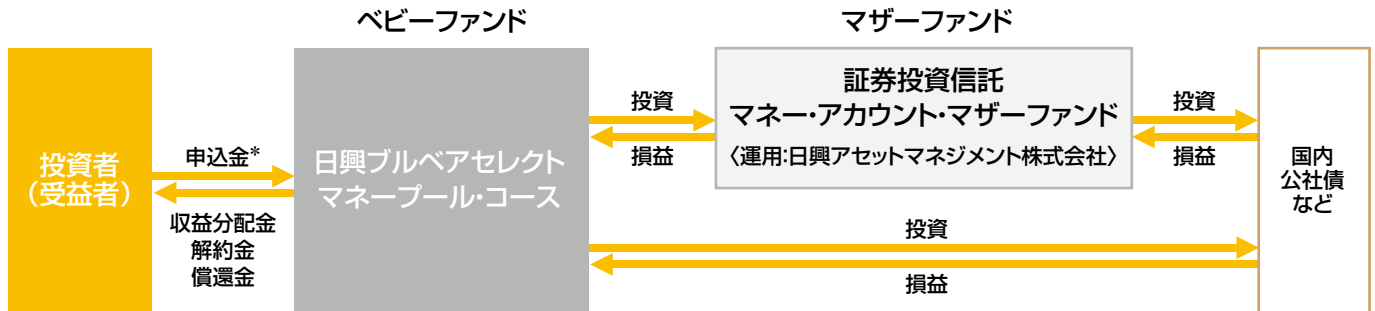 ベビーファンド
マザーファンド
投資者
（受益者）
申込金*
収益分配金
解約金
償還金
日興ブルベアセレクト
マネープール・コース
投資
損益
証券投資信託
マネー・アカウント・マザーファンド
〈運用：日興アセットマネジメント株式会社〉
投資
損益
投資
損益
国内
公社債
など